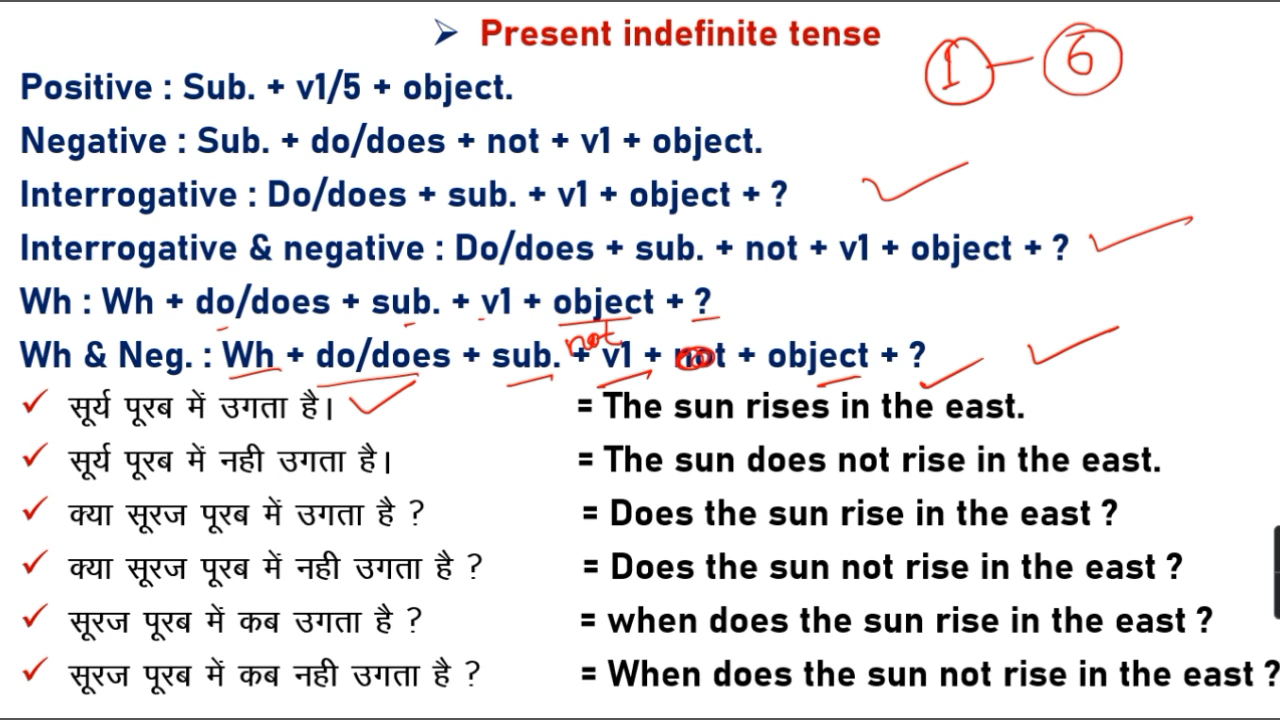 ➤ Present indefinite tense
1 - 6
Positive : Sub. + v1/5 + object.
Negative : Sub. + do/does + not + v1 + object.
Interrogative : Do/does + sub. + v1 + object + ?
Interrogative & negative : Do/does + sub. + not + v1 + object + ?
Wh : Wh + do/does + sub. + v1 + object + ?
not
Wh & Neg. : Wh + do/does + sub. + v1 + not + object + ?
✓ सूर्य पूरब में उगता है। = The sun rises in the east.
✓ सूर्य पूरब में नही उगता है। = The sun does not rise in the east.
✓ क्या सूरज पूरब में उगता है ? = Does the sun rise in the east ?
✓ क्या सूरज पूरब में नही उगता है ? = Does the sun not rise in the east ?
✓ सूरज पूरब में कब उगता है ? = when does the sun rise in the east ?
✓ सूरज पूरब में कब नही उगता है ? = When does the sun not rise in the east ?